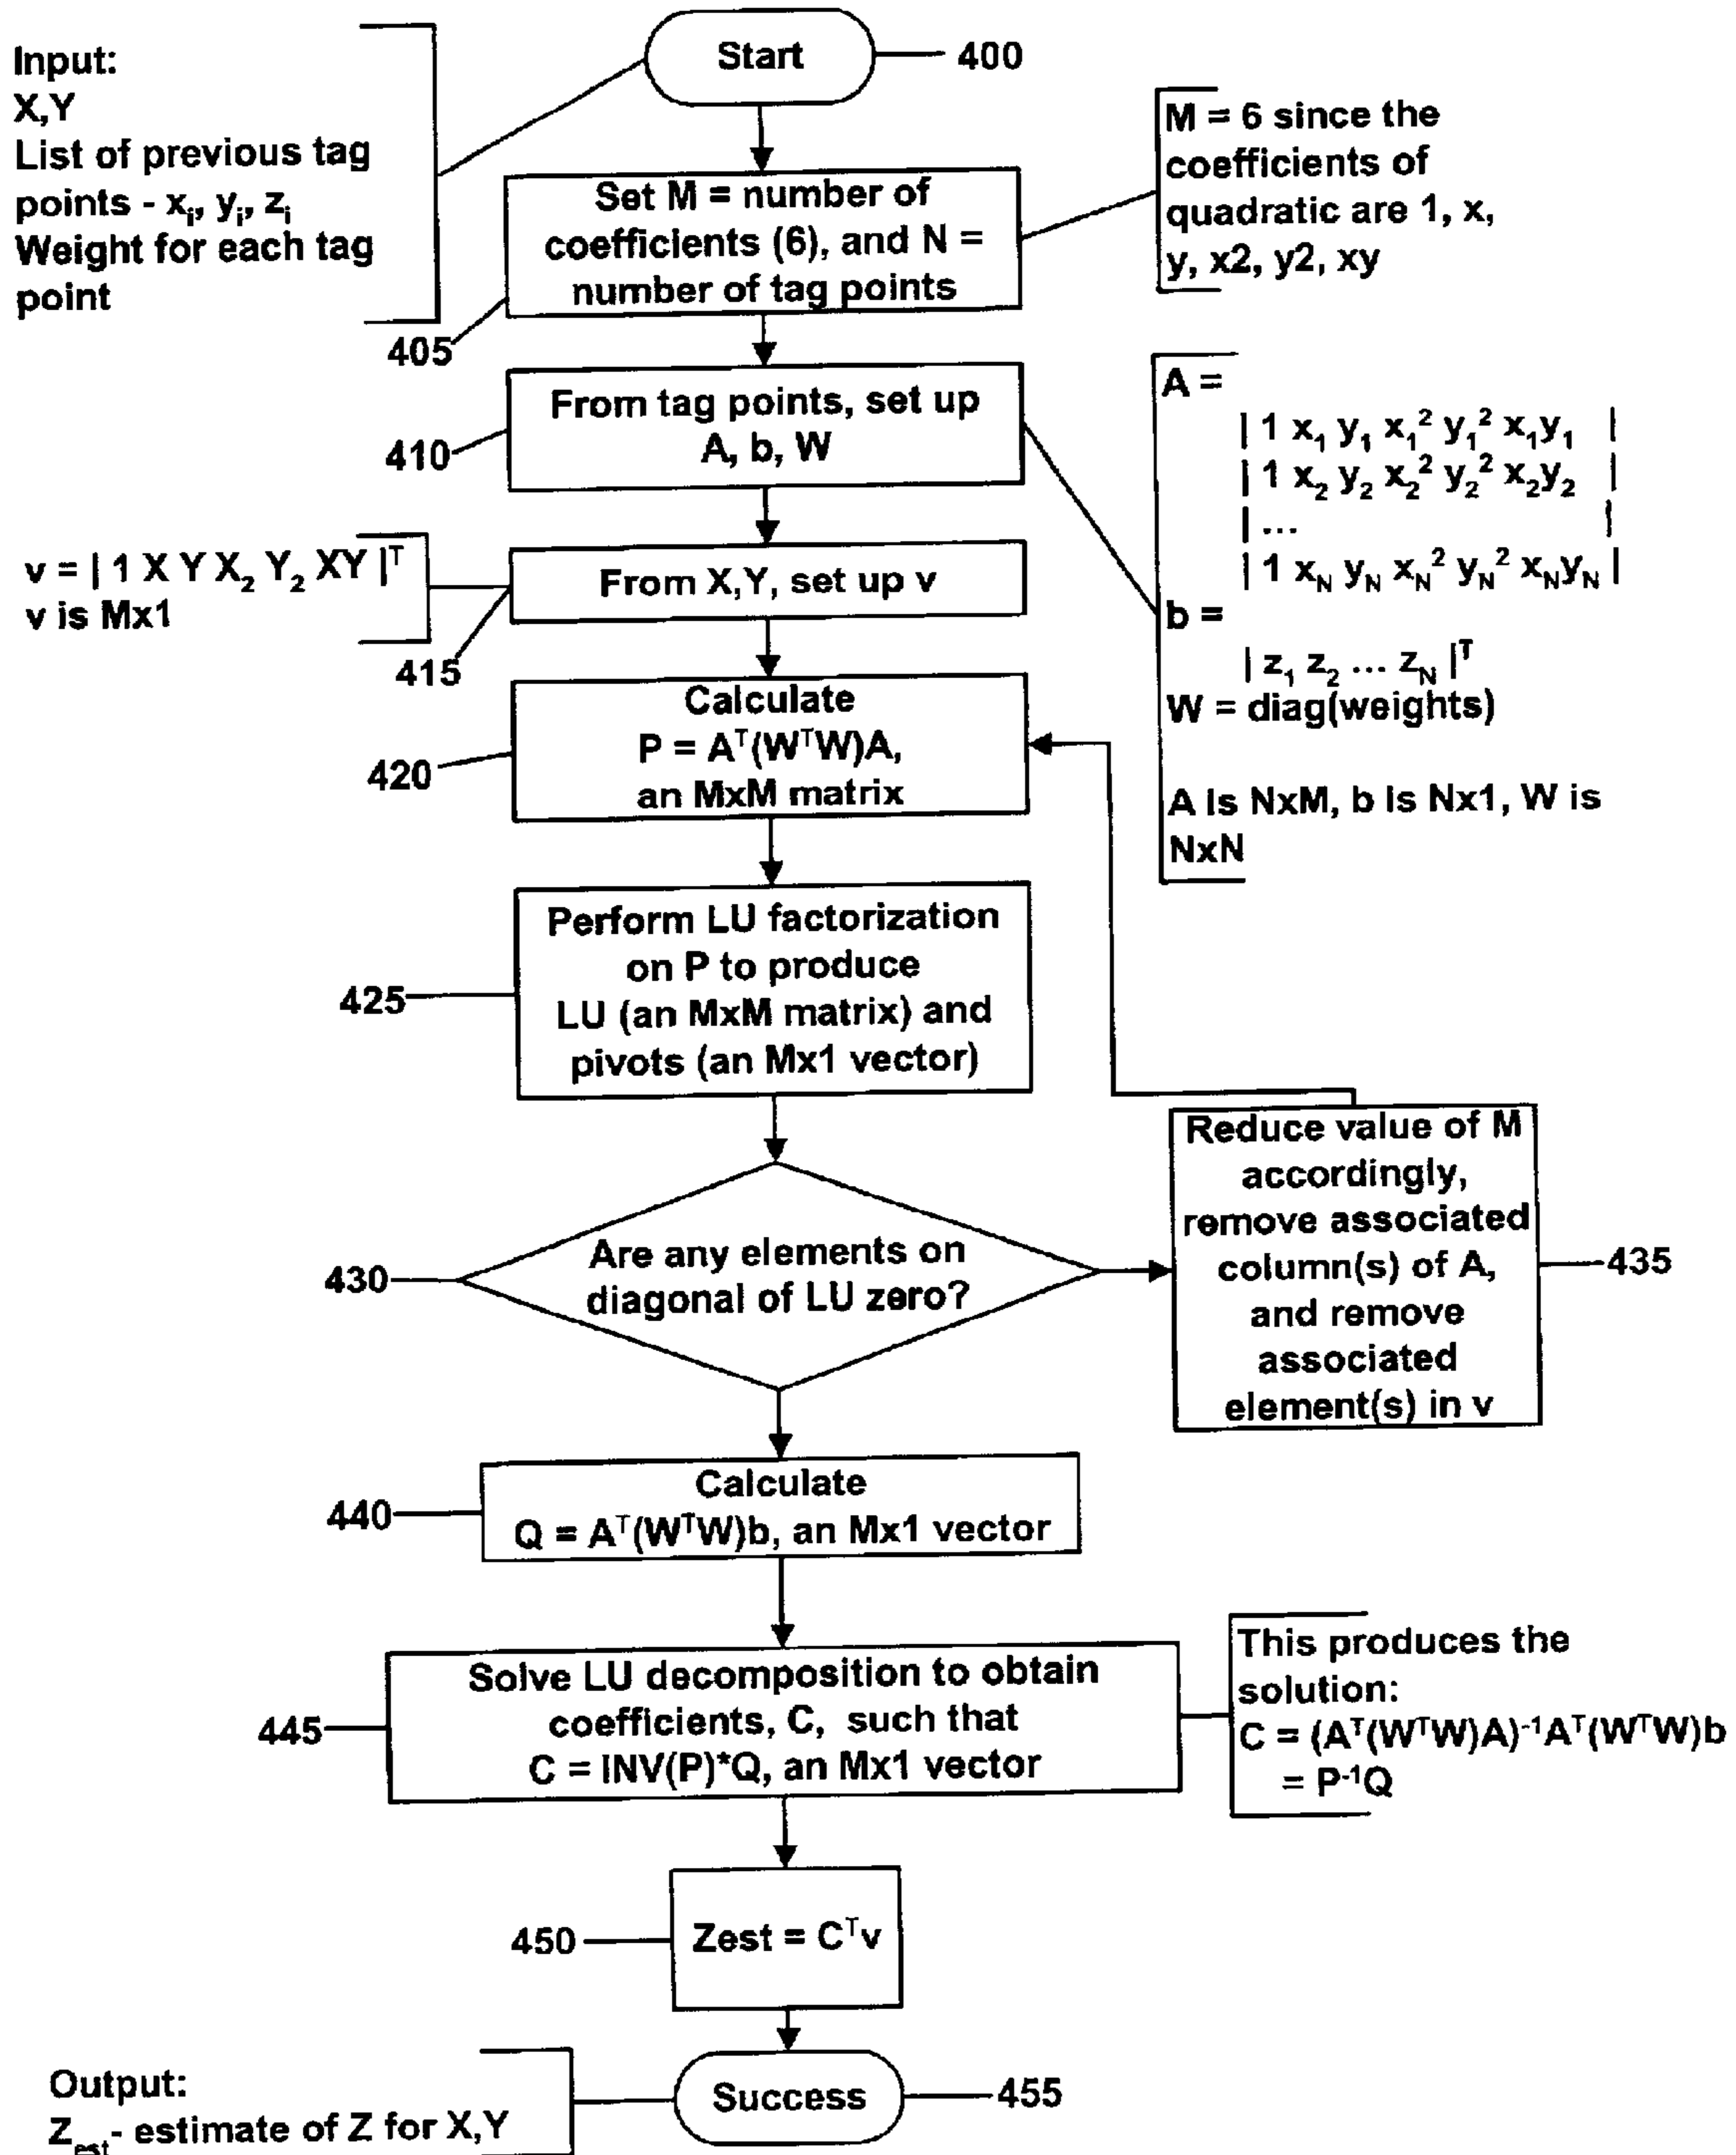 Start
400
Input:
X,Y
List of previous tag
points - xᵢ, yᵢ, zᵢ
Weight for each tag
point
M = 6 since the
coefficients of
quadratic are 1, x,
y, x2, y2, xy
Set M = number of
coefficients (6), and N =
number of tag points
405
From tag points, set up
A, b, W
410
A =
| 1 x₁ y₁ x₁² y₁² x₁y₁ |
| 1 x₂ y₂ x₂² y₂² x₂y₂ |
| ... |
| 1 x_N y_N x_N² y_N² x_Ny_N |
b =
| z₁ z₂ ... z_N |ᵀ
W = diag(weights)
A is NxM, b is Nx1, W is
NxN
v = | 1 X Y X₂ Y₂ XY |ᵀ
v is Mx1
From X,Y, set up v
415
Calculate
P = Aᵀ(WᵀW)A,
an MxM matrix
420
Perform LU factorization
on P to produce
LU (an MxM matrix) and
pivots (an Mx1 vector)
425
Are any elements on
diagonal of LU zero?
430
Reduce value of M
accordingly,
remove associated
column(s) of A,
and remove
associated
element(s) in v
435
Calculate
Q = Aᵀ(WᵀW)b, an Mx1 vector
440
Solve LU decomposition to obtain
coefficients, C, such that
C = INV(P)*Q, an Mx1 vector
445
This produces the
solution:
C = (Aᵀ(WᵀW)A)⁻¹Aᵀ(WᵀW)b
= P⁻¹Q
Zest = Cᵀv
450
Success
455
Output:
Z_est- estimate of Z for X,Y